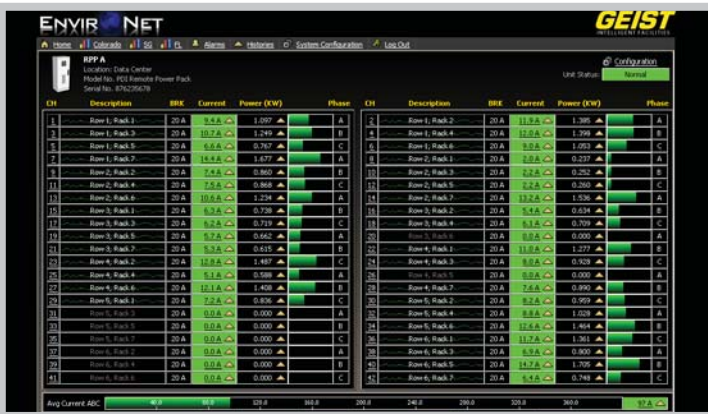 ENVIRONET
GEIST
INTELLIGENT FACILITIES
Home Colorado SG FL Alarms Histories System Configuration Log Out
RPP A
Location: Data Center
Model No. PDI Remote Power Pack
Serial No. 876235678
Configuration
Unit Status: Normal
CH Description BRK Current Power (KW) Phase CH Description BRK Current Power (KW) Phase
1 Row 1; Rack.1 20 A 9.4 A 1.097 A 2 Row 1; Rack.2 20 A 11.9 A 1.385 A
3 Row 1; Rack.3 20 A 10.7 A 1.249 B 4 Row 1; Rack.4 20 A 12.0 A 1.398 B
5 Row 1; Rack.5 20 A 6.6 A 0.767 C 6 Row 1; Rack.6 20 A 9.0 A 1.053 C
7 Row 1; Rack.7 20 A 14.4 A 1.677 A 8 Row 2; Rack.1 20 A 2.0 A 0.237 A
9 Row 2; Rack.2 20 A 7.4 A 0.860 B 10 Row 2; Rack.3 20 A 2.2 A 0.252 B
11 Row 2; Rack.4 20 A 7.5 A 0.868 C 12 Row 2; Rack.5 20 A 2.2 A 0.260 C
13 Row 2; Rack.6 20 A 10.6 A 1.234 A 14 Row 2; Rack.7 20 A 13.2 A 1.536 A
15 Row 3; Rack.1 20 A 6.3 A 0.738 B 16 Row 3; Rack.2 20 A 5.4 A 0.634 B
17 Row 3; Rack.3 20 A 6.2 A 0.719 C 18 Row 3; Rack.4 20 A 6.1 A 0.709 C
19 Row 3; Rack.5 20 A 5.7 A 0.662 A 20 Row 3, Rack.6 20 A 0.0 A 0.000 A
21 Row 3; Rack.7 20 A 5.3 A 0.615 B 22 Row 4; Rack.1 20 A 11.0 A 1.277 B
23 Row 4; Rack.2 20 A 12.8 A 1.487 C 24 Row 4; Rack.3 20 A 8.0 A 0.928 C
25 Row 4; Rack.4 20 A 5.1 A 0.588 A 26 Row 4, Rack.5 20 A 0.0 A 0.000 A
27 Row 4; Rack.6 20 A 12.1 A 1.408 B 28 Row 4; Rack.7 20 A 7.6 A 0.890 B
29 Row 5; Rack.1 20 A 7.2 A 0.836 C 30 Row 5; Rack.2 20 A 8.2 A 0.959 C
31 Row 5, Rack.3 20 A 0.0 A 0.000 A 32 Row 5; Rack.4 20 A 8.8 A 1.028 A
33 Row 5, Rack.5 20 A 0.0 A 0.000 B 34 Row 5; Rack.6 20 A 12.6 A 1.464 B
35 Row 5, Rack.7 20 A 0.0 A 0.000 C 36 Row 6; Rack.1 20 A 11.7 A 1.361 C
37 Row 6, Rack.2 20 A 0.0 A 0.000 A 38 Row 6; Rack.3 20 A 6.9 A 0.800 A
39 Row 6, Rack.4 20 A 0.0 A 0.000 B 40 Row 6; Rack.5 20 A 14.7 A 1.705 B
41 Row 6, Rack.6 20 A 0.0 A 0.000 C 42 Row 6; Rack.7 20 A 6.4 A 0.748 C
Avg Current ABC 40.0 80.0 120.0 160.0 200.0 240.0 280.0 320.0 360.0 97 A